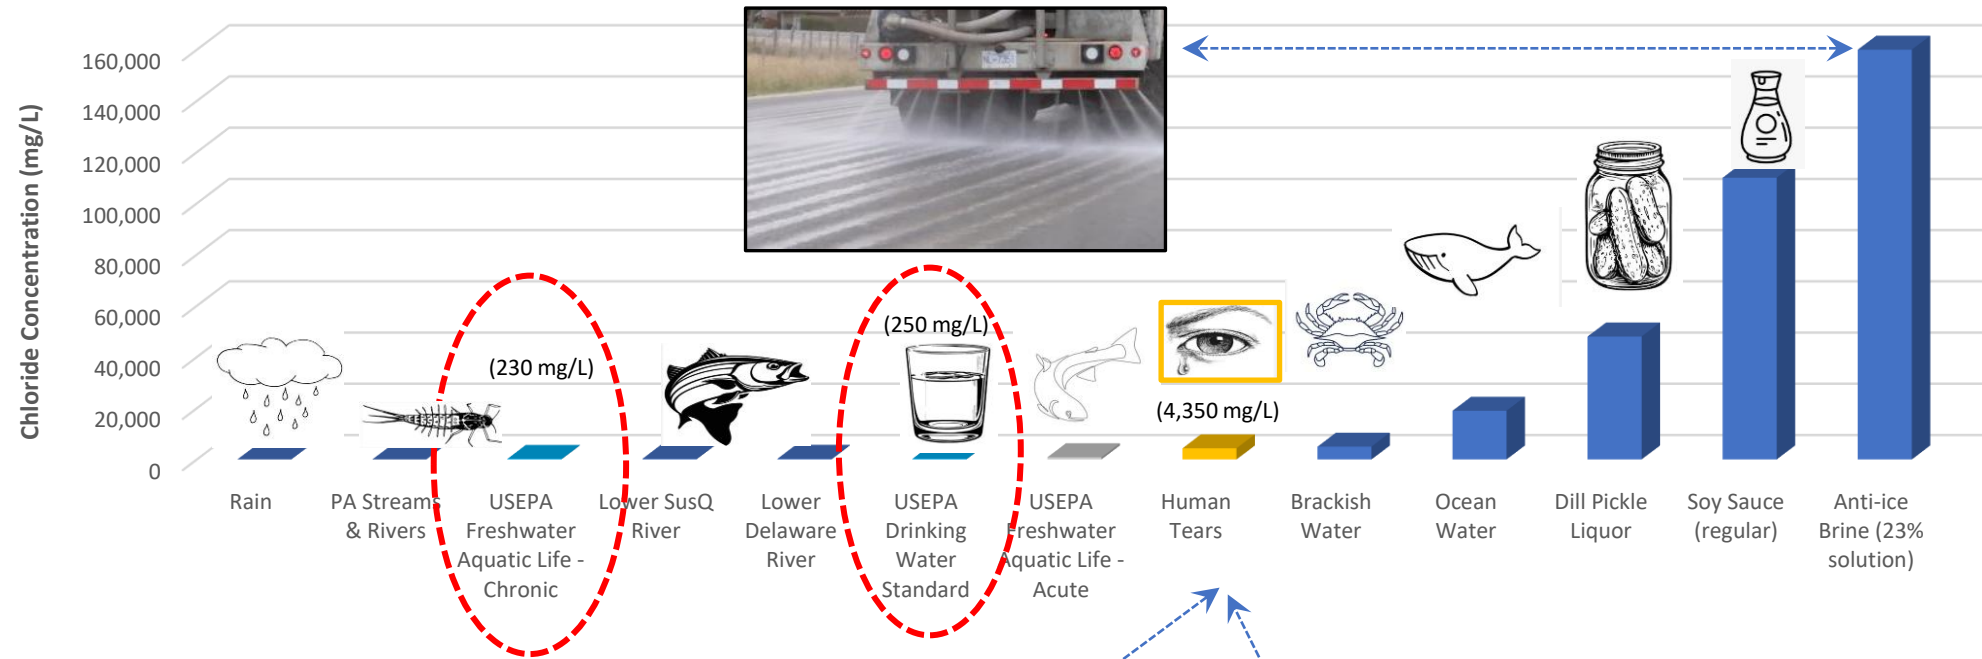 Chloride Concentration (mg/L)
160,000
140,000
120,000
100,000
80,000
60,000
40,000
20,000
0
(230 mg/L)
(250 mg/L)
(4,350 mg/L)
Rain
PA Streams
& Rivers
USEPA
Freshwater
Aquatic Life -
Chronic
Lower SusQ
River
Lower
Delaware
River
USEPA
Drinking
Water
Standard
USEPA
Freshwater
Aquatic Life -
Acute
Human
Tears
Brackish
Water
Ocean
Water
Dill Pickle
Liquor
Soy Sauce
(regular)
Anti-ice
Brine (23%
solution)